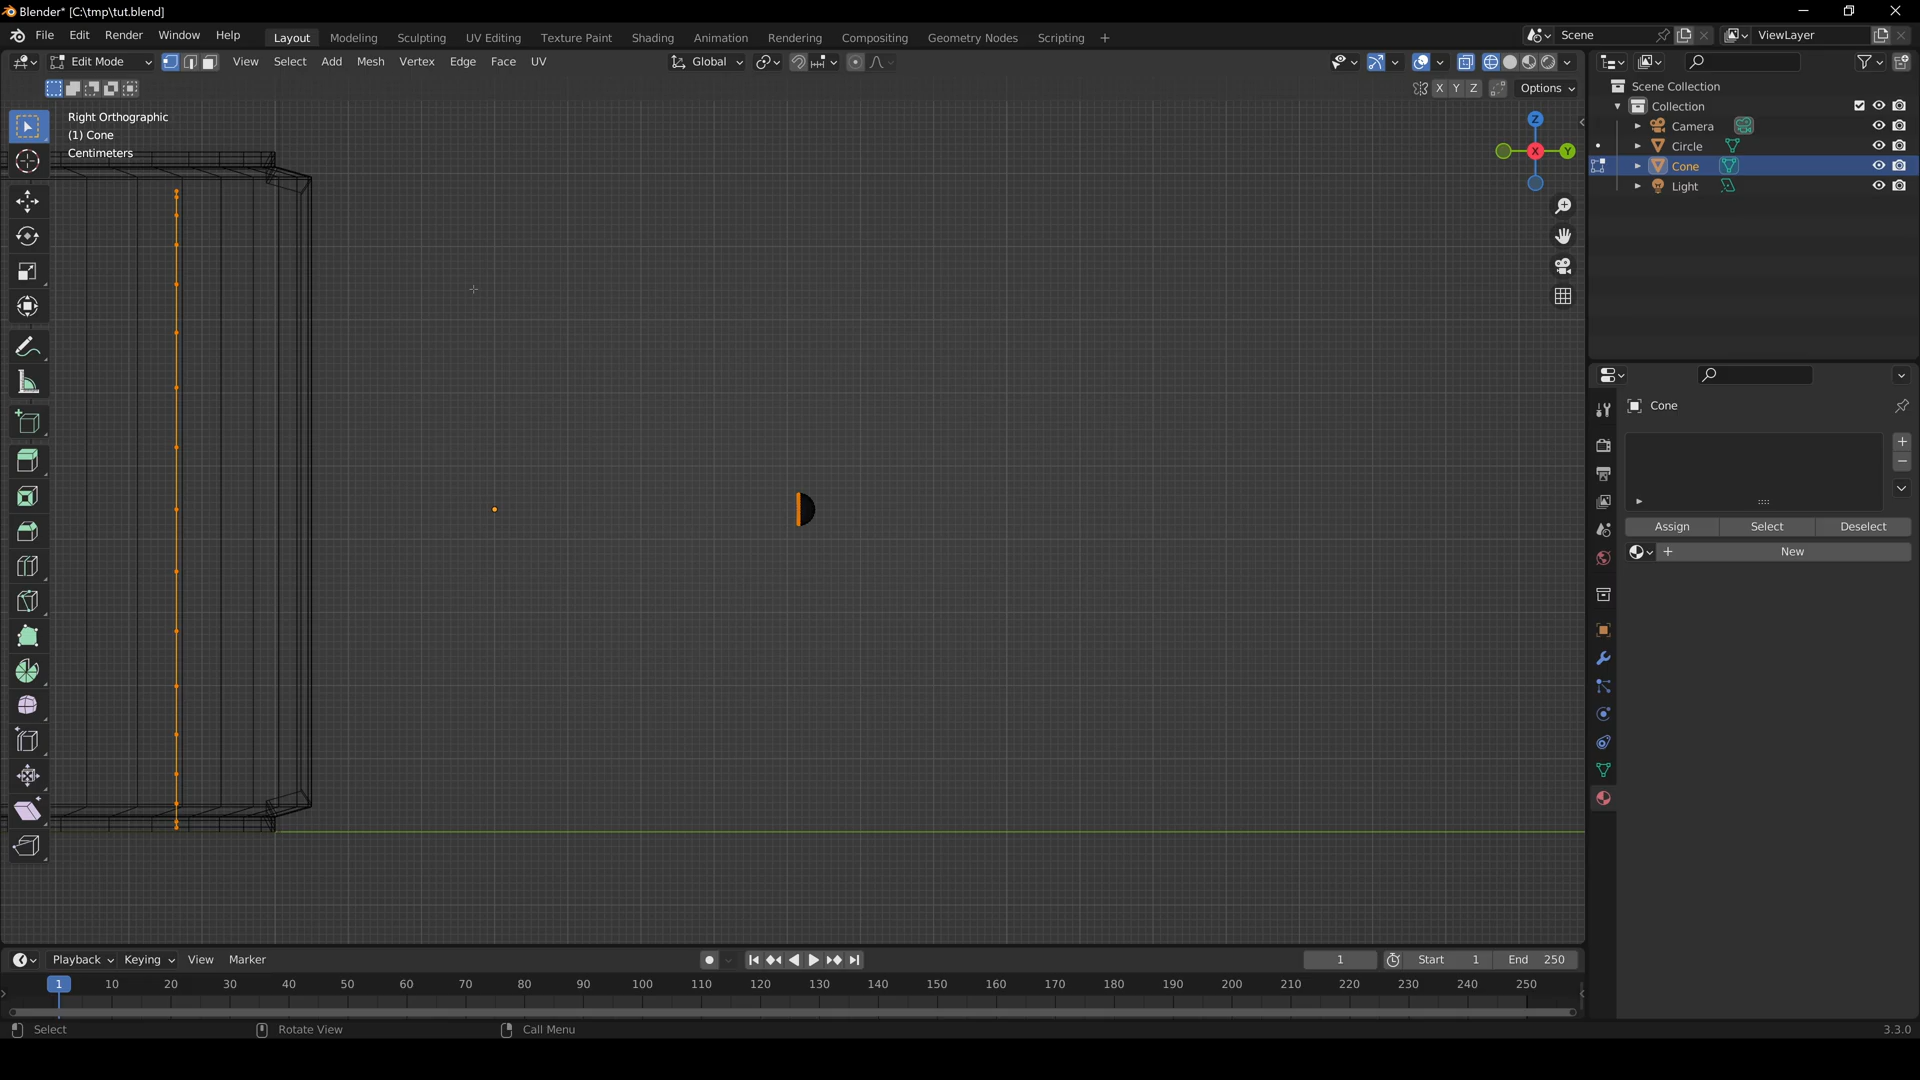 Blender* [C:\tmp\tut.blend]
File Edit Render Window Help
Layout Modeling Sculpting UV Editing Texture Paint Shading Animation Rendering Compositing Geometry Nodes Scripting +
Scene
ViewLayer
Edit Mode
View Select Add Mesh Vertex Edge Face UV
Global
X Y Z
Options
Right Orthographic
(1) Cone
Centimeters
Z
X
Y
Scene Collection
Collection
Camera
Circle
Cone
Light
Cone
Assign Select Deselect
New
Playback Keying View Marker
1
Start 1
End 250
1 10 20 30 40 50 60 70 80 90 100 110 120 130 140 150 160 170 180 190 200 210 220 230 240 250
Select
Rotate View
Call Menu
3.3.0